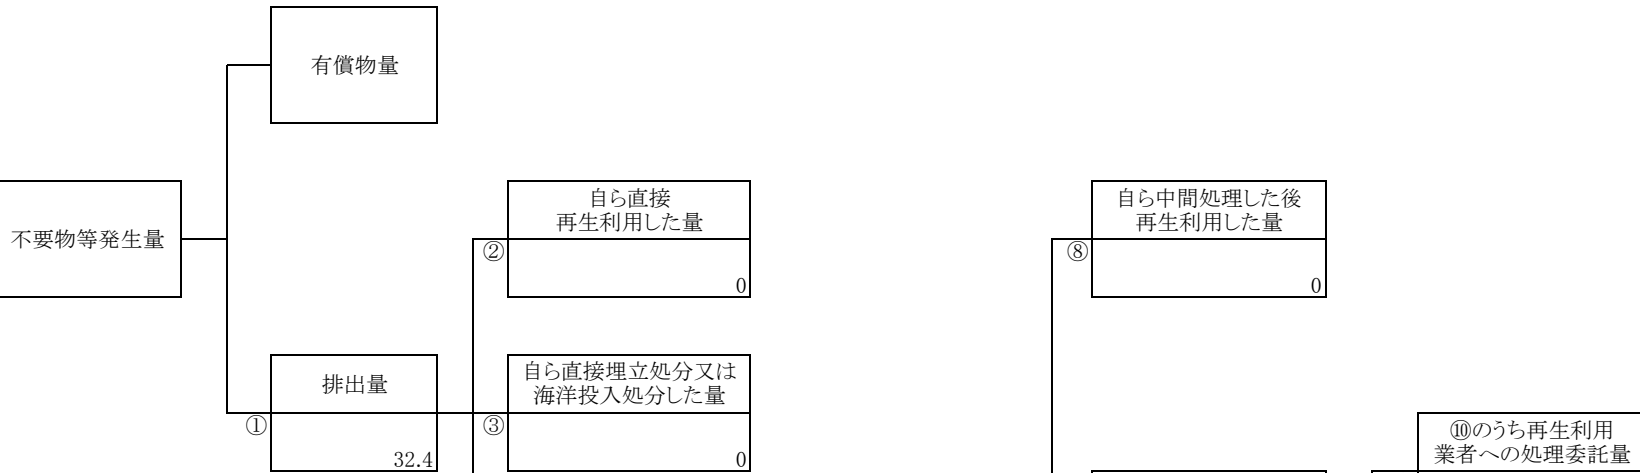 有償物量
不要物等発生量
自ら直接
再生利用した量
②
0
自ら中間処理した後
再生利用した量
⑧
0
排出量
①
32.4
自ら直接埋立処分又は
海洋投入処分した量
③
0
⑩のうち再生利用
業者への処理委託量